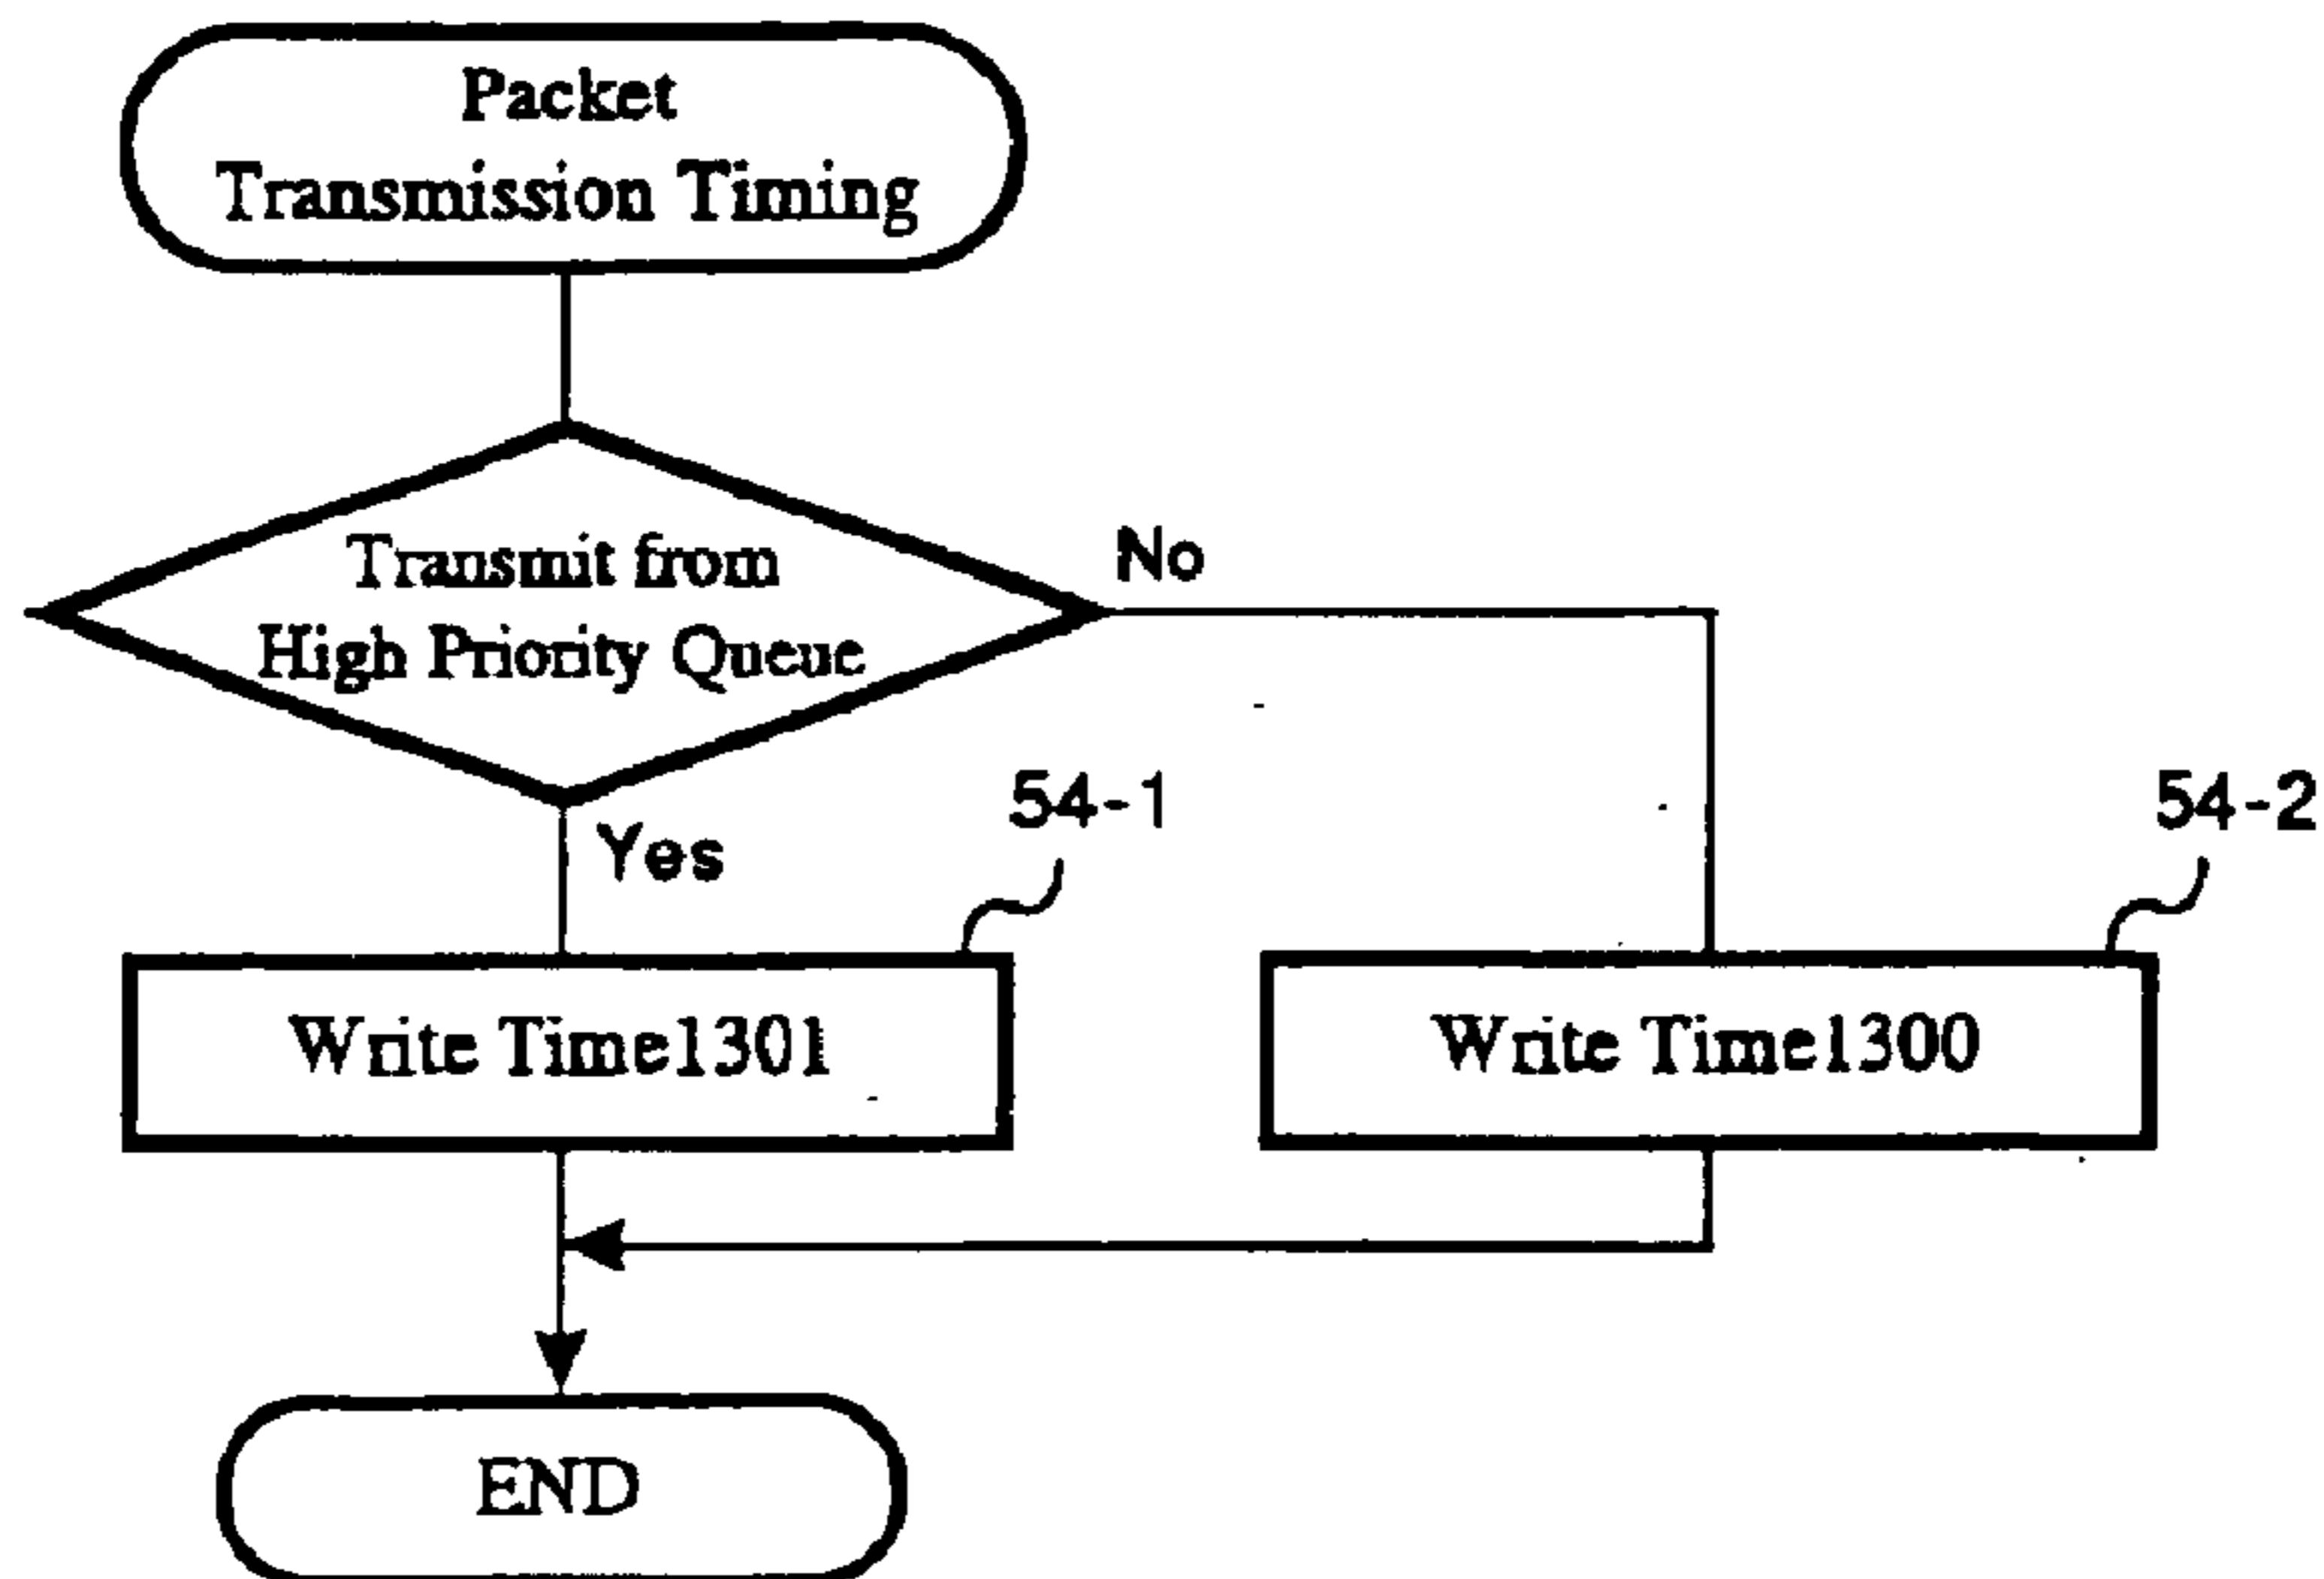 Packet
Transmission Timing
Transmit from
High Priority Queue
No
Yes
54-1
54-2
Write Time1301
Write Time1300
END